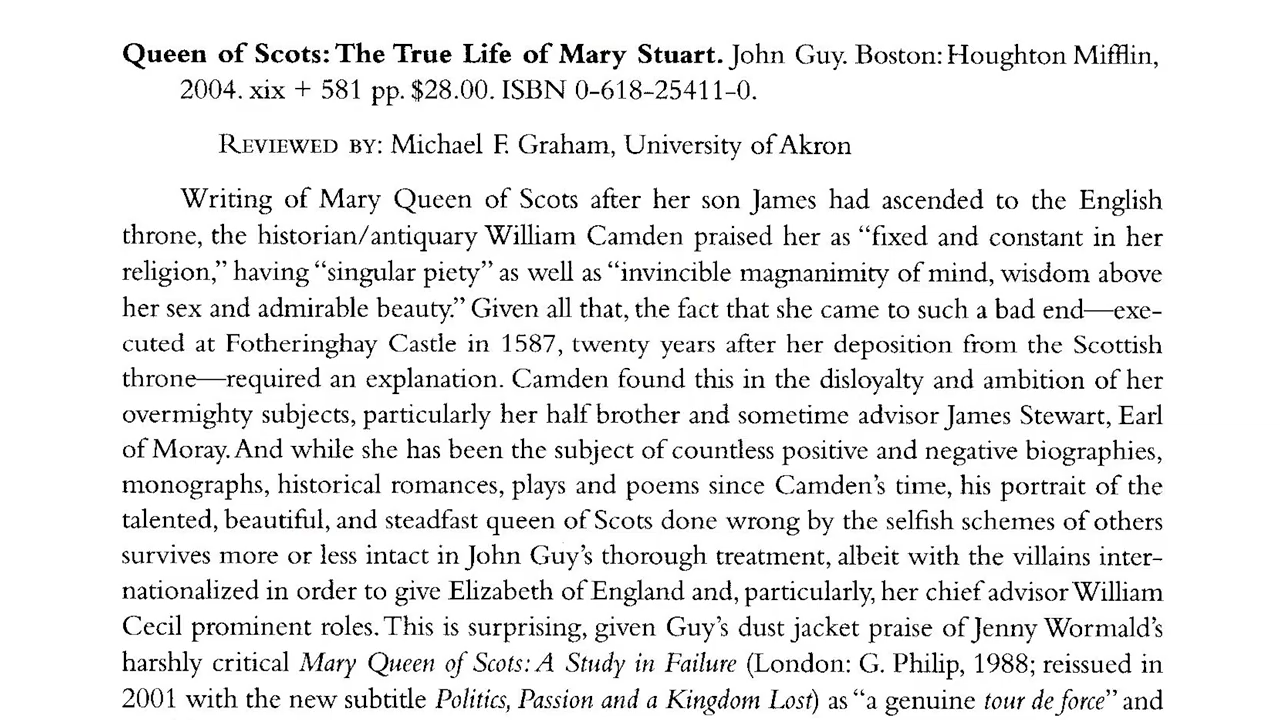 Queen of Scots: The True Life of Mary Stuart. John Guy. Boston: Houghton Mifflin,
2004. xix + 581 pp. $28.00. ISBN 0-618-25411-0.
REVIEWED BY: Michael F. Graham, University of Akron
Writing of Mary Queen of Scots after her son James had ascended to the English
throne, the historian/antiquary William Camden praised her as “fixed and constant in her
religion,” having “singular piety” as well as “invincible magnanimity of mind, wisdom above
her sex and admirable beauty.” Given all that, the fact that she came to such a bad end—exe-
cuted at Fotheringhay Castle in 1587, twenty years after her deposition from the Scottish
throne—required an explanation. Camden found this in the disloyalty and ambition of her
overmighty subjects, particularly her half brother and sometime advisor James Stewart, Earl
of Moray. And while she has been the subject of countless positive and negative biographies,
monographs, historical romances, plays and poems since Camden’s time, his portrait of the
talented, beautiful, and steadfast queen of Scots done wrong by the selfish schemes of others
survives more or less intact in John Guy’s thorough treatment, albeit with the villains inter-
nationalized in order to give Elizabeth of England and, particularly, her chief advisor William
Cecil prominent roles. This is surprising, given Guy’s dust jacket praise of Jenny Wormald’s
harshly critical Mary Queen of Scots: A Study in Failure (London: G. Philip, 1988; reissued in
2001 with the new subtitle Politics, Passion and a Kingdom Lost) as “a genuine tour de force” and